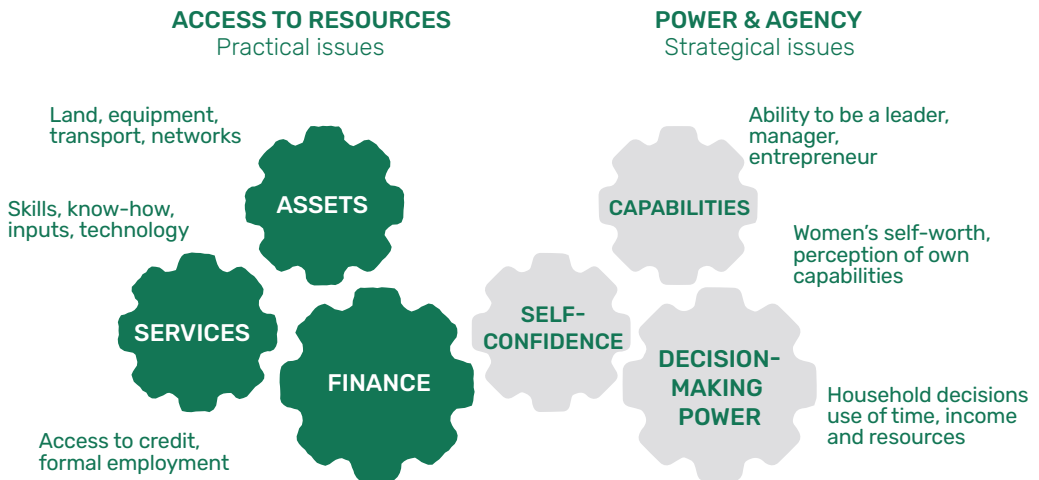 ACCESS TO RESOURCES
Practical issues
Land, equipment,
transport, networks
ASSETS
Skills, know-how,
inputs, technology
SERVICES
FINANCE
Access to credit,
formal employment
POWER & AGENCY
Strategical issues
Ability to be a leader,
manager,
entrepreneur
CAPABILITIES
Women’s self-worth,
perception of own
capabilities
SELF-
CONFIDENCE
DECISION-
MAKING
POWER
Household decisions
use of time, income
and resources